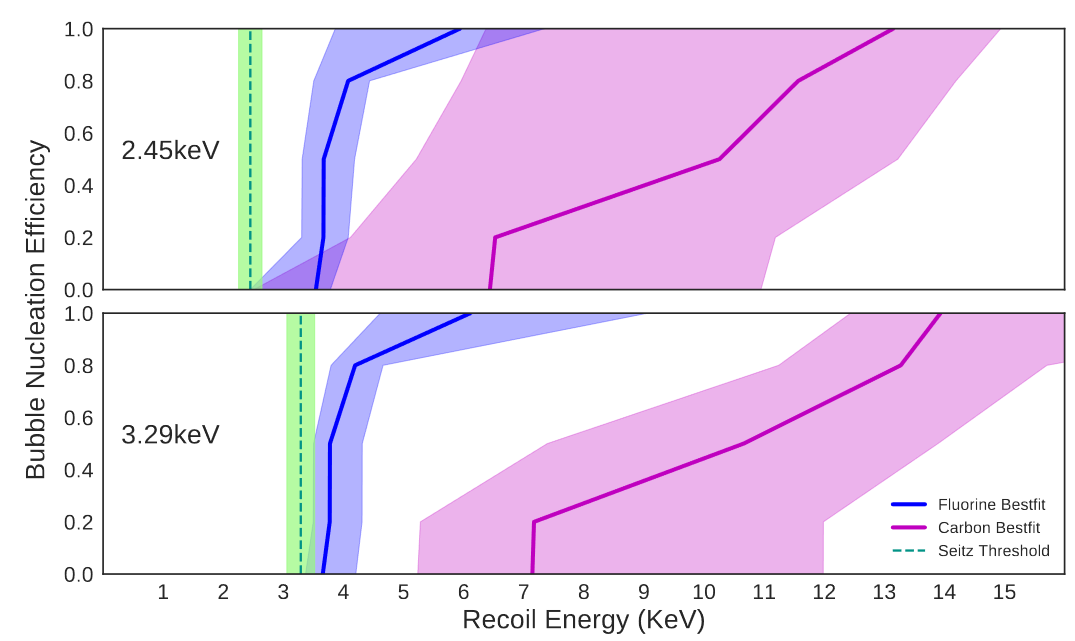 Bubble Nucleation Efficiency
1.0
0.8
0.6
0.4
0.2
0.0
2.45keV
1.0
0.8
0.6
0.4
0.2
0.0
3.29keV
Fluorine Bestfit
Carbon Bestfit
Seitz Threshold
1 2 3 4 5 6 7 8 9 10 11 12 13 14 15
Recoil Energy (KeV)